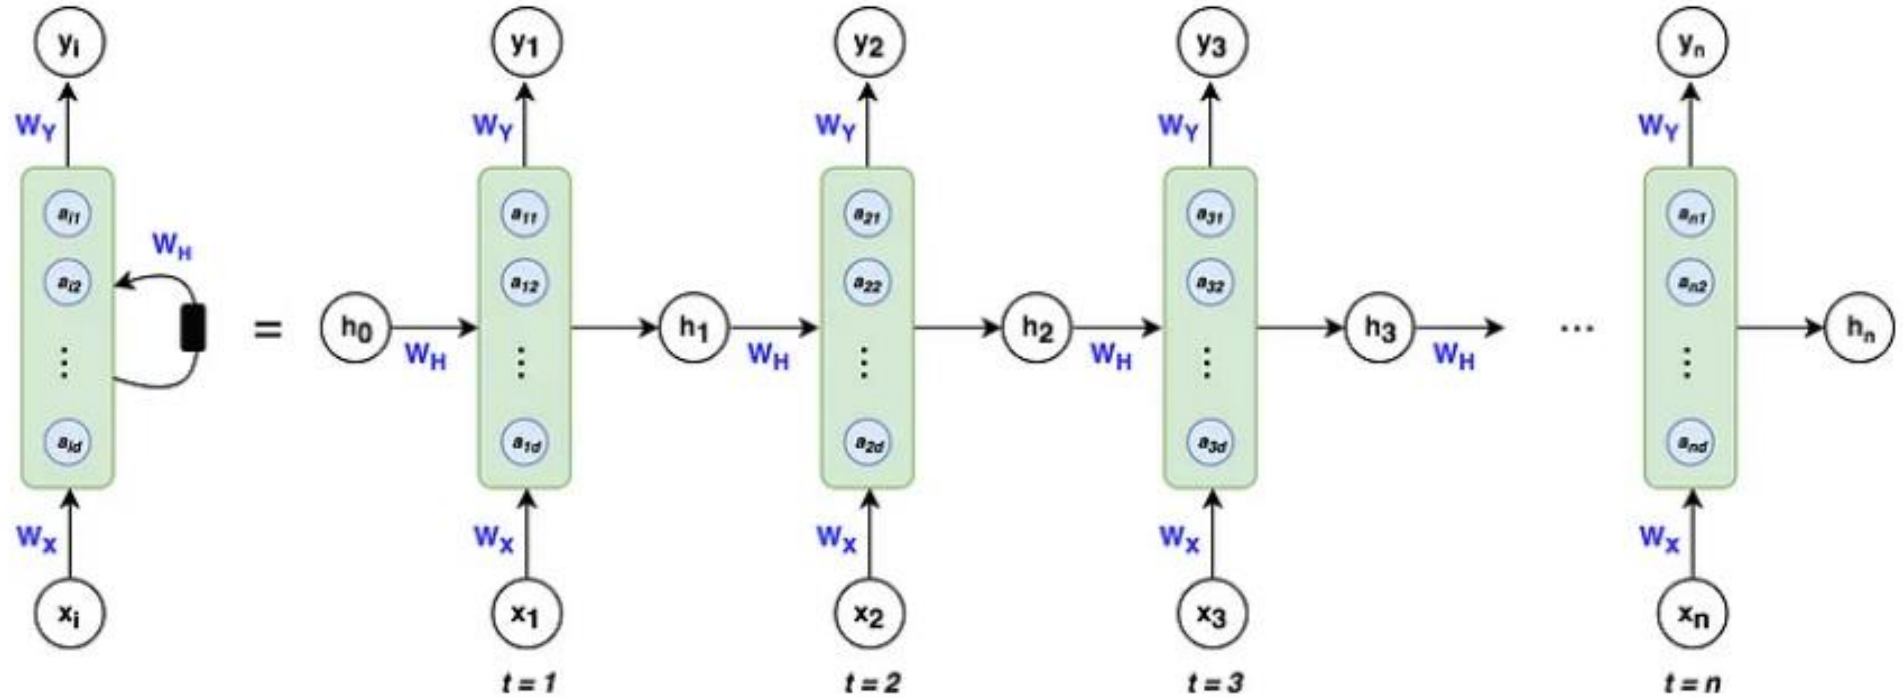 yi y1 y2 y3 yn
WY WY WY WY WY
ai1 a11 a21 a31 an1
WH
ai2 a12 a22 a32 an2
= h0 h1 h2 h3 ... hn
WH WH WH WH
⋮ ⋮ ⋮ ⋮ ⋮
aid a1d a2d a3d and
WX WX WX WX WX
xi x1 x2 x3 xn
t = 1 t = 2 t = 3 t = n